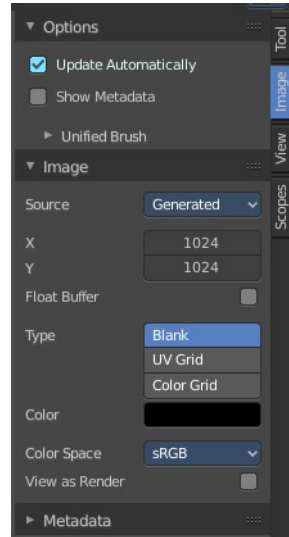 Options
Update Automatically
Show Metadata
Unified Brush
Image
Source Generated
X 1024
Y 1024
Float Buffer
Type Blank
UV Grid
Color Grid
Color
Color Space sRGB
View as Render
Metadata
Tool
Image
View
Scopes